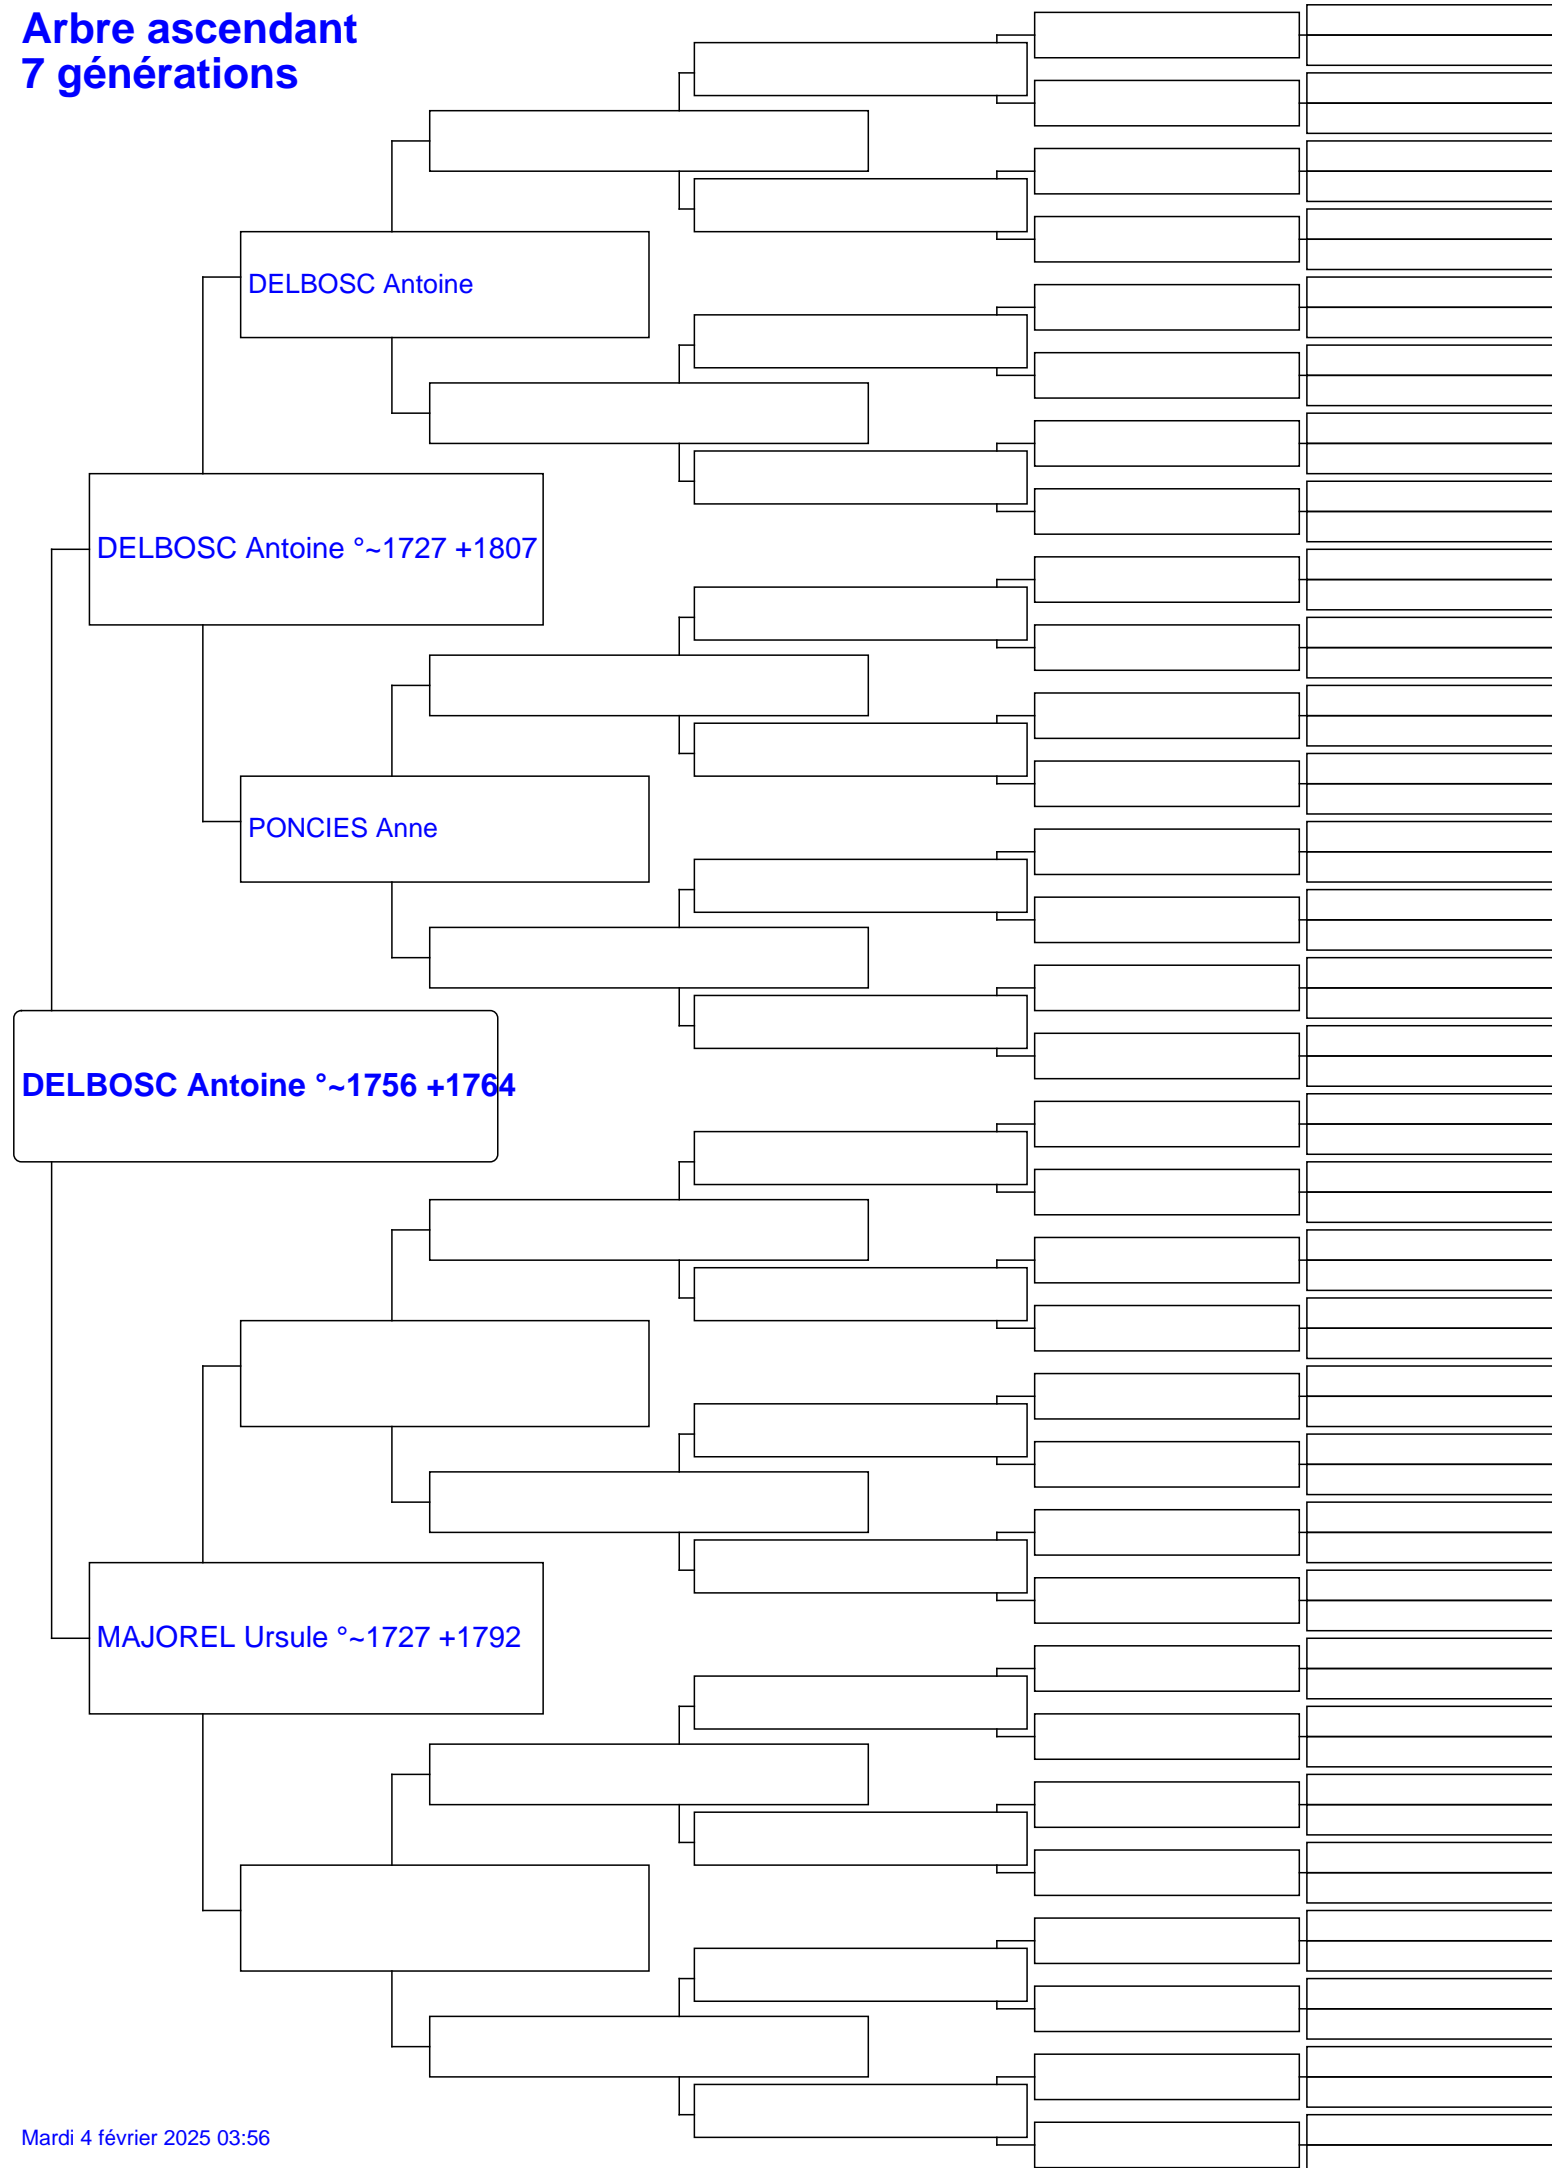 Arbre ascendant
7 générations
DELBOSC Antoine
DELBOSC Antoine °~1727 +1807
PONCIES Anne
DELBOSC Antoine °~1756 +1764
MAJOREL Ursule °~1727 +1792
Mardi 4 février 2025 03:56